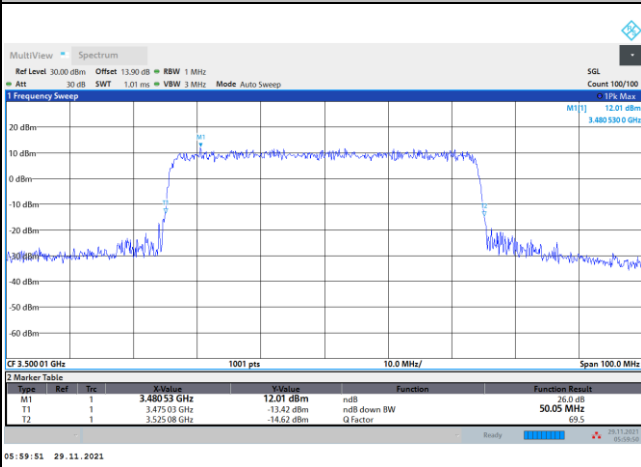 MultiView Spectrum
Ref Level 30.00 dBm Offset 13.90 dB RBW 1 MHz SGL
Att 30 dB SWT 1.01 ms VBW 3 MHz Mode Auto Sweep Count 100/100
1 Frequency Sweep 1Pk Max
M1[1] 12.01 dBm
3.480 530 0 GHz
20 dBm
M1
10 dBm
0 dBm
-10 dBm
-20 dBm
-30 dBm
-40 dBm
-50 dBm
-60 dBm
CF 3.500 01 GHz 1001 pts 10.0 MHz/ Span 100.0 MHz
2 Marker Table
Type Ref Trc X-Value Y-Value Function Function Result
M1 1 3.480 53 GHz 12.01 dBm ndB 26.0 dB
T1 1 3.475 03 GHz -13.42 dBm ndB down BW 50.05 MHz
T2 1 3.525 08 GHz -14.62 dBm Q Factor 69.5
Ready 29.11.2021
05:59:50
05:59:51 29.11.2021